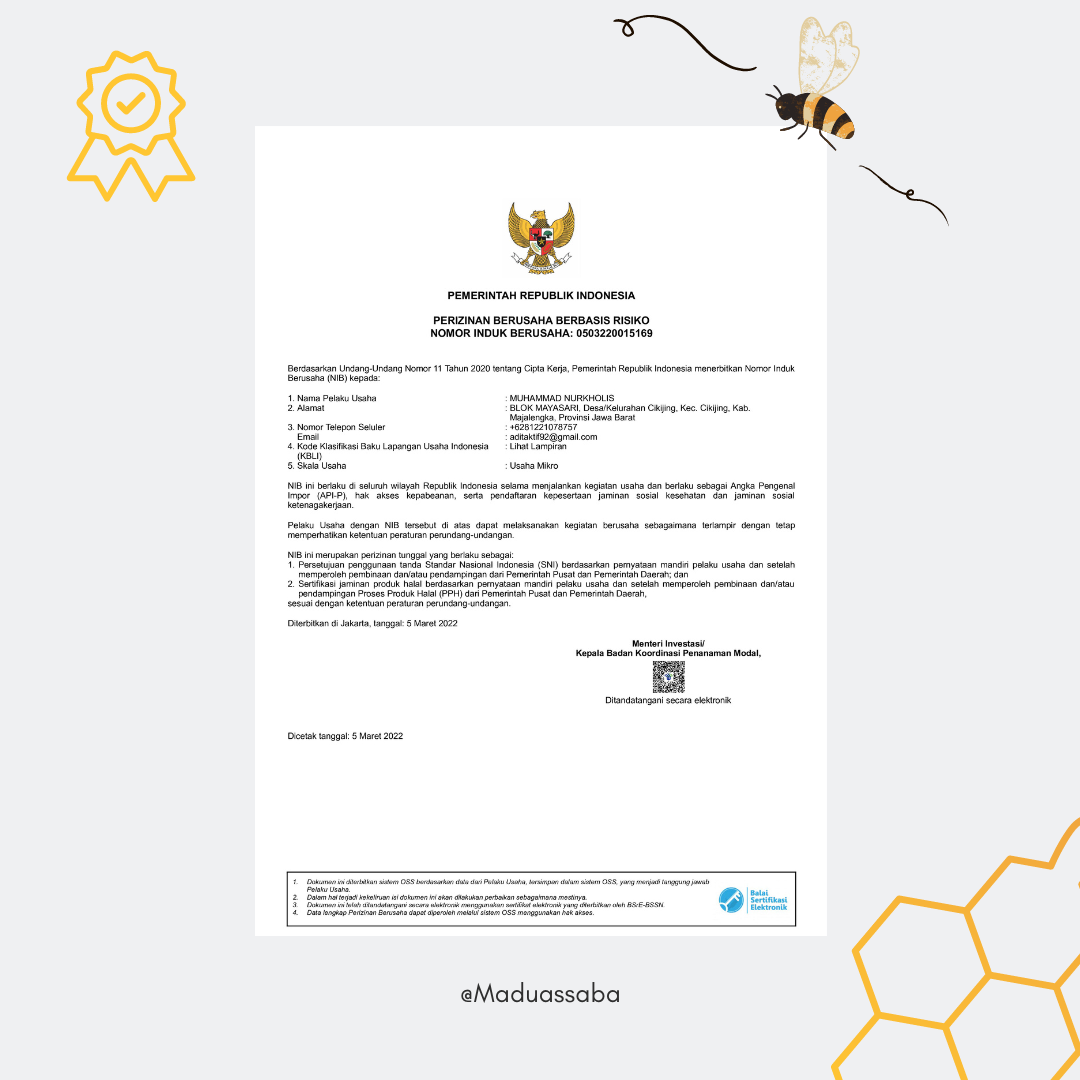 PEMERINTAH REPUBLIK INDONESIA
PERIZINAN BERUSAHA BERBASIS RISIKO
NOMOR INDUK BERUSAHA: 0503220015169
Berdasarkan Undang-Undang Nomor 11 Tahun 2020 tentang Cipta Kerja, Pemerintah Republik Indonesia menerbitkan Nomor Induk
Berusaha (NIB) kepada:
1. Nama Pelaku Usaha : MUHAMMAD NURKHOLIS
2. Alamat : BLOK MAYASARI, Desa/Kelurahan Cikijing, Kec. Cikijing, Kab.
Majalengka, Provinsi Jawa Barat
3. Nomor Telepon Seluler : +6281221078757
Email : aditaktif92@gmail.com
4. Kode Klasifikasi Baku Lapangan Usaha Indonesia : Lihat Lampiran
(KBLI)
5. Skala Usaha : Usaha Mikro
NIB ini berlaku di seluruh wilayah Republik Indonesia selama menjalankan kegiatan usaha dan berlaku sebagai Angka Pengenal
Impor (API-P), hak akses kepabeanan, serta pendaftaran kepesertaan jaminan sosial kesehatan dan jaminan sosial
ketenagakerjaan.
Pelaku Usaha dengan NIB tersebut di atas dapat melaksanakan kegiatan berusaha sebagaimana terlampir dengan tetap
memperhatikan ketentuan peraturan perundang-undangan.
NIB ini merupakan perizinan tunggal yang berlaku sebagai:
1. Persetujuan penggunaan tanda Standar Nasional Indonesia (SNI) berdasarkan pernyataan mandiri pelaku usaha dan setelah
memperoleh pembinaan dan/atau pendampingan dari Pemerintah Pusat dan Pemerintah Daerah; dan
2. Sertifikasi jaminan produk halal berdasarkan pernyataan mandiri pelaku usaha dan setelah memperoleh pembinaan dan/atau
pendampingan Proses Produk Halal (PPH) dari Pemerintah Pusat dan Pemerintah Daerah,
sesuai dengan ketentuan peraturan perundang-undangan.
Diterbitkan di Jakarta, tanggal: 5 Maret 2022
Menteri Investasi/
Kepala Badan Koordinasi Penanaman Modal,
Ditandatangani secara elektronik
Dicetak tanggal: 5 Maret 2022
1. Dokumen ini diterbitkan sistem OSS berdasarkan data dari Pelaku Usaha, tersimpan dalam sistem OSS, yang menjadi tanggung jawab
Pelaku Usaha.
2. Dalam hal terjadi kekeliruan isi dokumen ini akan dilakukan perbaikan sebagaimana mestinya.
3. Dokumen ini telah ditandatangani secara elektronik menggunakan sertifikat elektronik yang diterbitkan oleh BSrE-BSSN.
4. Data lengkap Perizinan Berusaha dapat diperoleh melalui sistem OSS menggunakan hak akses.
Balai
Sertifikasi
Elektronik
@Maduassaba